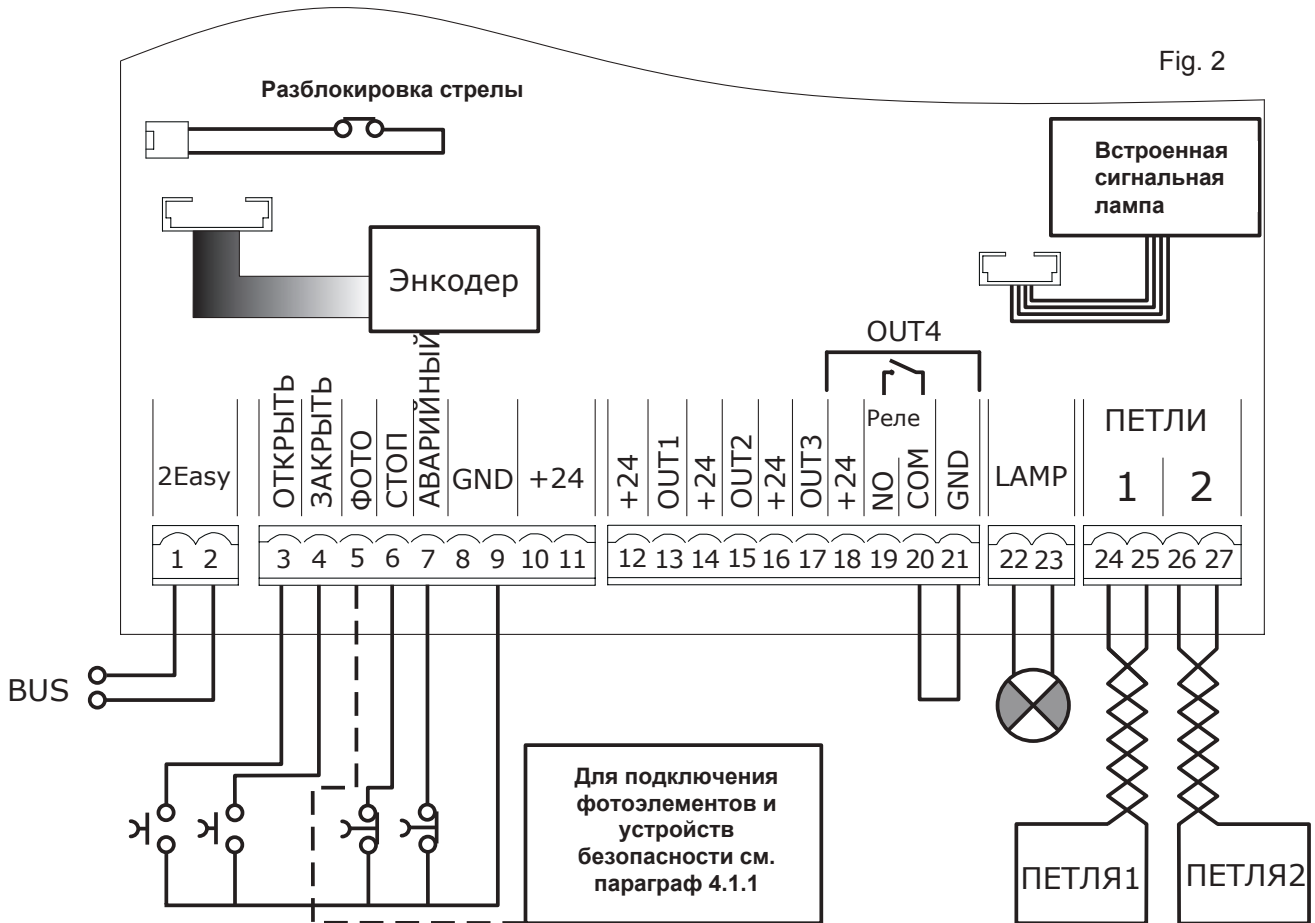 Fig. 2
Разблокировка стрелы
Встроенная
сигнальная
лампа
Энкодер
OUT4
Реле
2Easy
ОТКРЫТЬ
ЗАКРЫТЬ
ФОТО
СТОП
АВАРИЙНЫЙ
GND
+24
+24
OUT1
+24
OUT2
+24
OUT3
+24
NO
COM
GND
LAMP
ПЕТЛИ
1 2
1 2 3 4 5 6 7 8 9 10 11 12 13 14 15 16 17 18 19 20 21 22 23 24 25 26 27
BUS
Для подключения
фотоэлементов и
устройств
безопасности см.
параграф 4.1.1
ПЕТЛЯ1
ПЕТЛЯ2